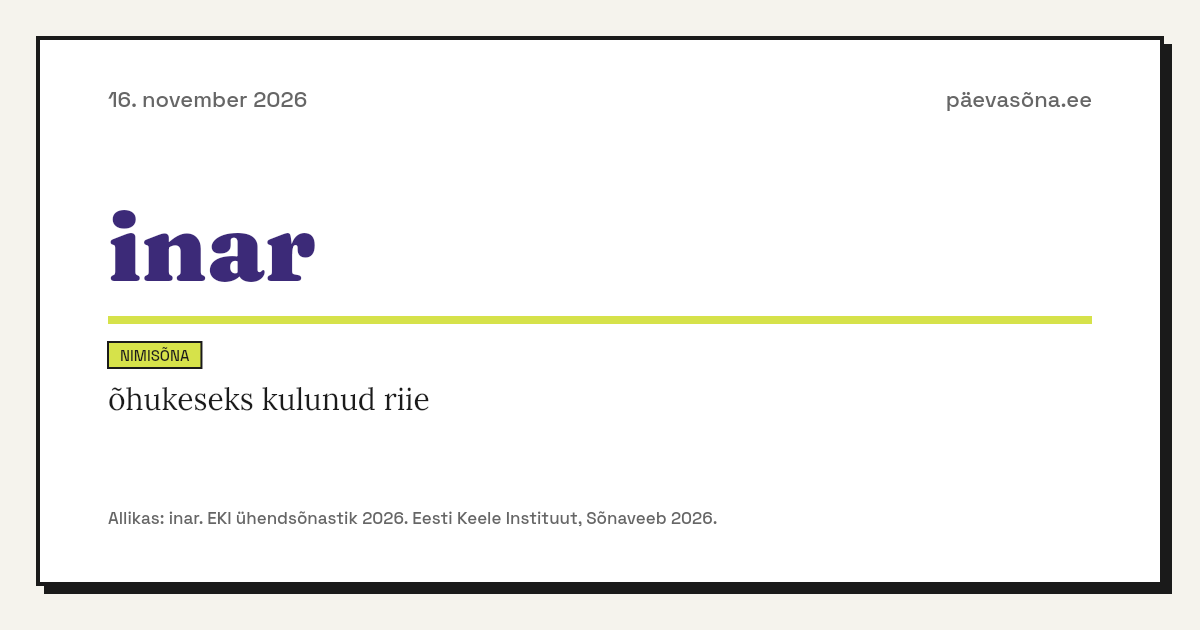 16. november 2026
päevasõna.ee
inar
NIMISÕNA
õhukeseks kulunud riie
Allikas: inar. EKI ühendsõnastik 2026. Eesti Keele Instituut, Sõnaveeb 2026.